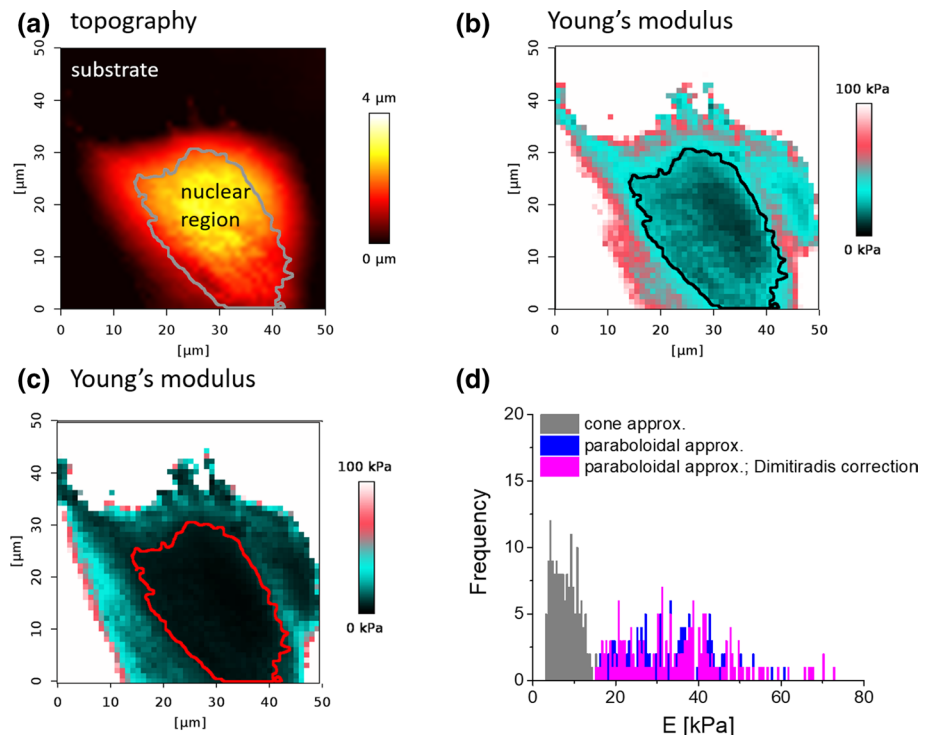 (a) topography
50
40
30
20
10
0
[µm]
substrate
nuclear
region
0 10 20 30 40 50
[µm]
4 µm
0 µm
(b) Young's modulus
50
40
30
20
10
0
[µm]
0 10 20 30 40 50
[µm]
100 kPa
0 kPa
(c) Young's modulus
50
40
30
20
10
0
[µm]
0 10 20 30 40 50
[µm]
100 kPa
0 kPa
(d)
20
15
10
5
0
Frequency
cone approx.
paraboloidal approx.
paraboloidal approx.; Dimitiradis correction
0 20 40 60 80
E [kPa]